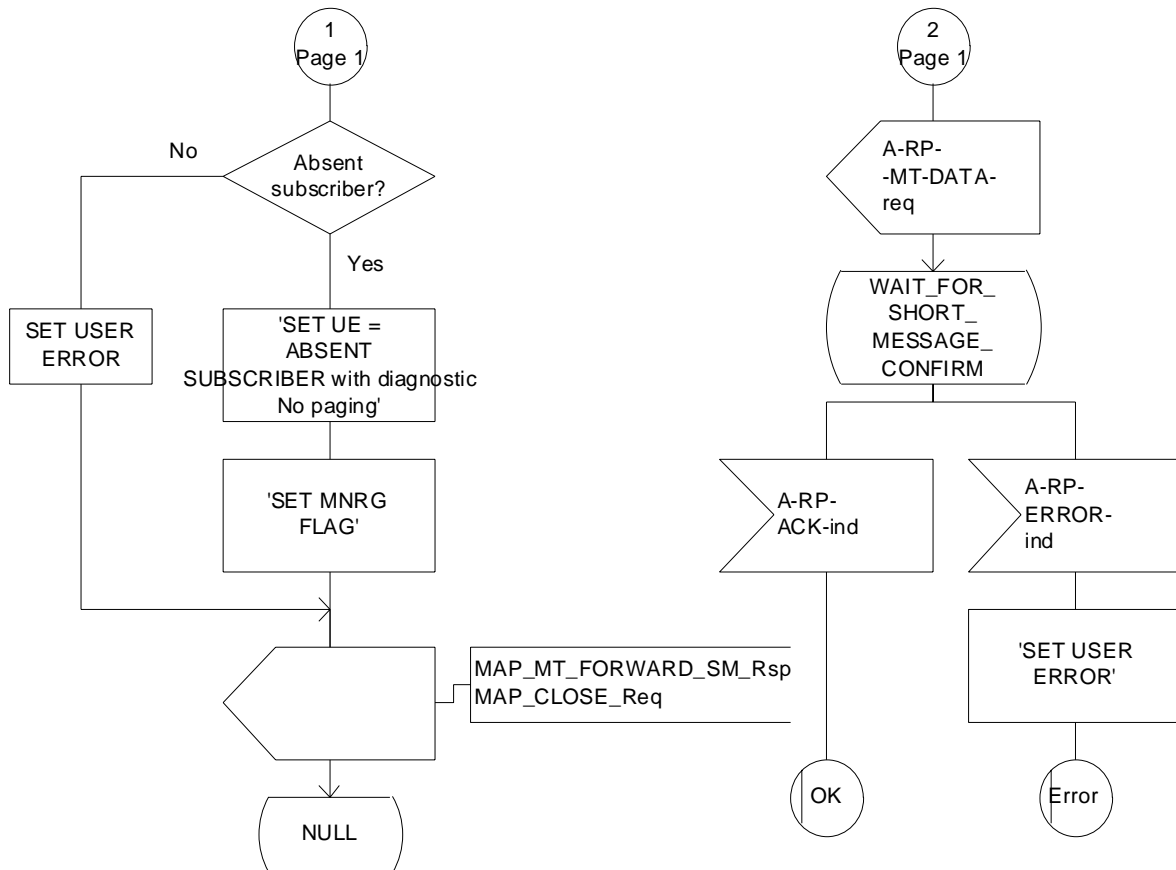 1
Page 1
No
Absent
subscriber?
Yes
SET USER
ERROR
'SET UE =
ABSENT
SUBSCRIBER with diagnostic
No paging'
'SET MNRG
FLAG'
MAP_MT_FORWARD_SM_Rsp
MAP_CLOSE_Req
NULL
2
Page 1
A-RP-
-MT-DATA-
req
WAIT_FOR_
SHORT_
MESSAGE_
CONFIRM
A-RP-
ACK-ind
A-RP-
ERROR-
ind
'SET USER
ERROR'
OK
Error